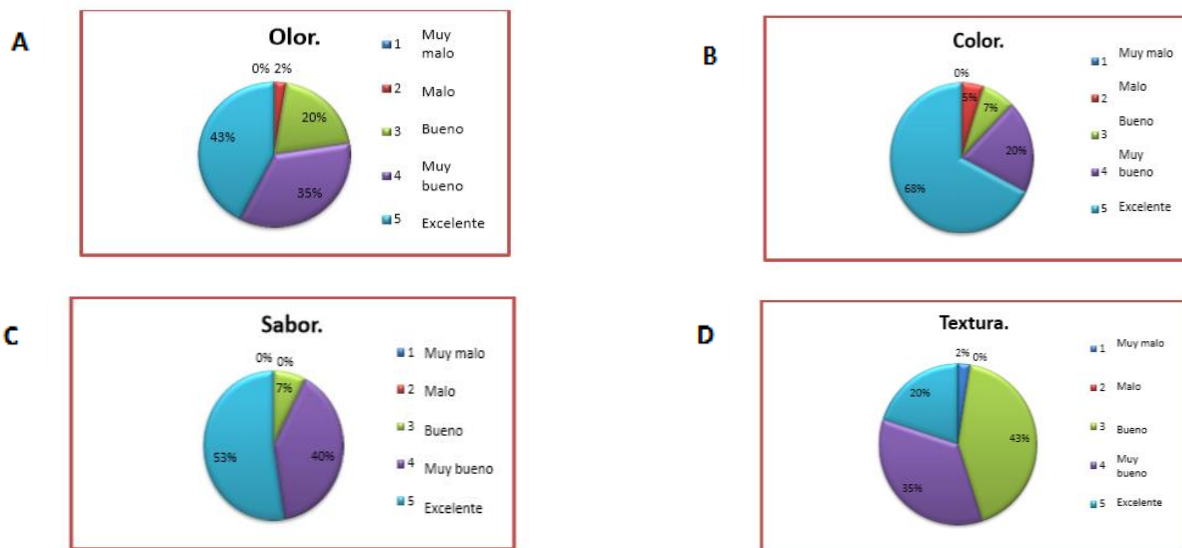 A
Olor.
0% 2%
20%
35%
43%
1 Muy
malo
2 Malo
3 Bueno
4 Muy
bueno
5 Excelente
B
Color.
0%
5%
7%
20%
68%
1 Muy malo
2 Malo
3 Bueno
4 Muy
bueno
5 Excelente
C
Sabor.
0% 0%
7%
40%
53%
1 Muy malo
2 Malo
3 Bueno
4 Muy bueno
5 Excelente
D
Textura.
2% 0%
43%
35%
20%
1 Muy malo
2 Malo
3 Bueno
4 Muy
bueno
5 Excelente